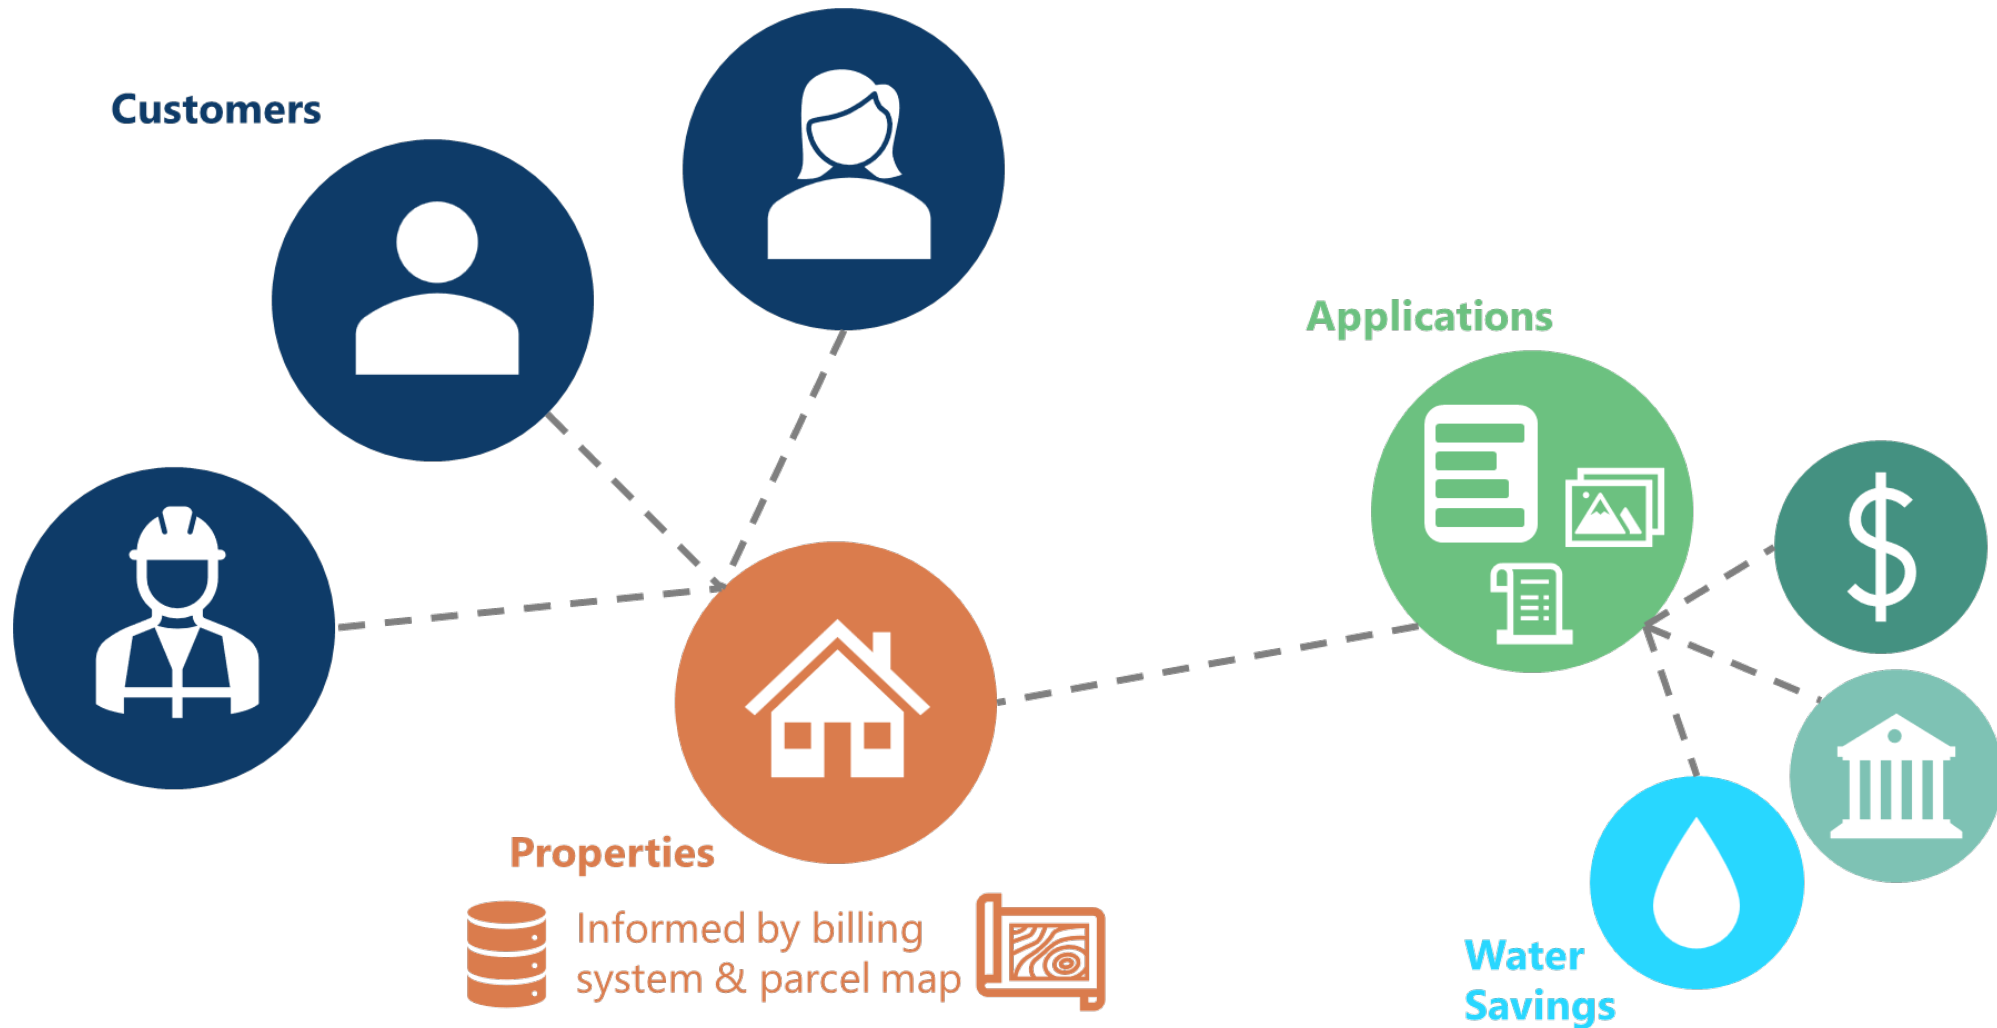 Customers
Applications
$
Properties
Informed by billing
system & parcel map
Water
Savings